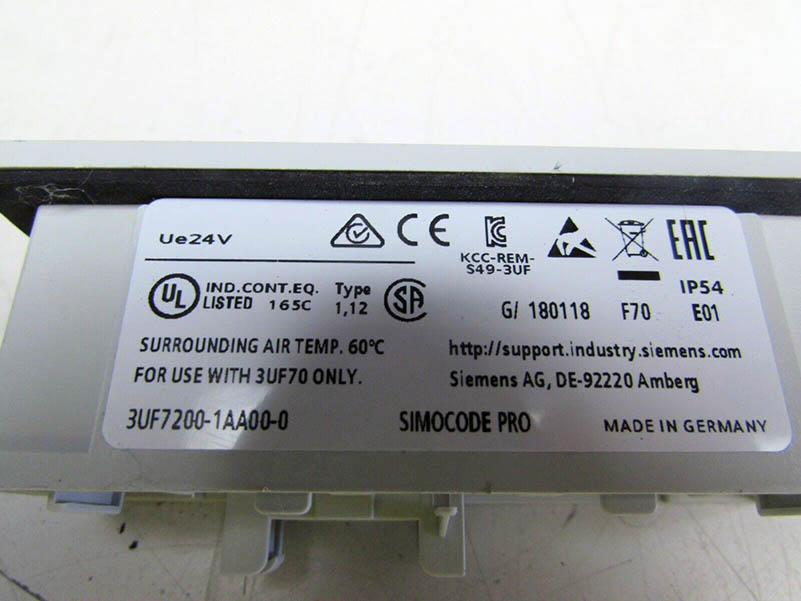 Ue24V
CE
KCC-REM-
S49-3UF
EAC
IP54
UL
IND.CONT.EQ.
LISTED 165C
Type
1,12
SA
G/ 180118 F70 E01
SURROUNDING AIR TEMP. 60°C
http://support.industry.siemens.com
FOR USE WITH 3UF70 ONLY.
Siemens AG, DE-92220 Amberg
3UF7200-1AA00-0
SIMOCODE PRO
MADE IN GERMANY